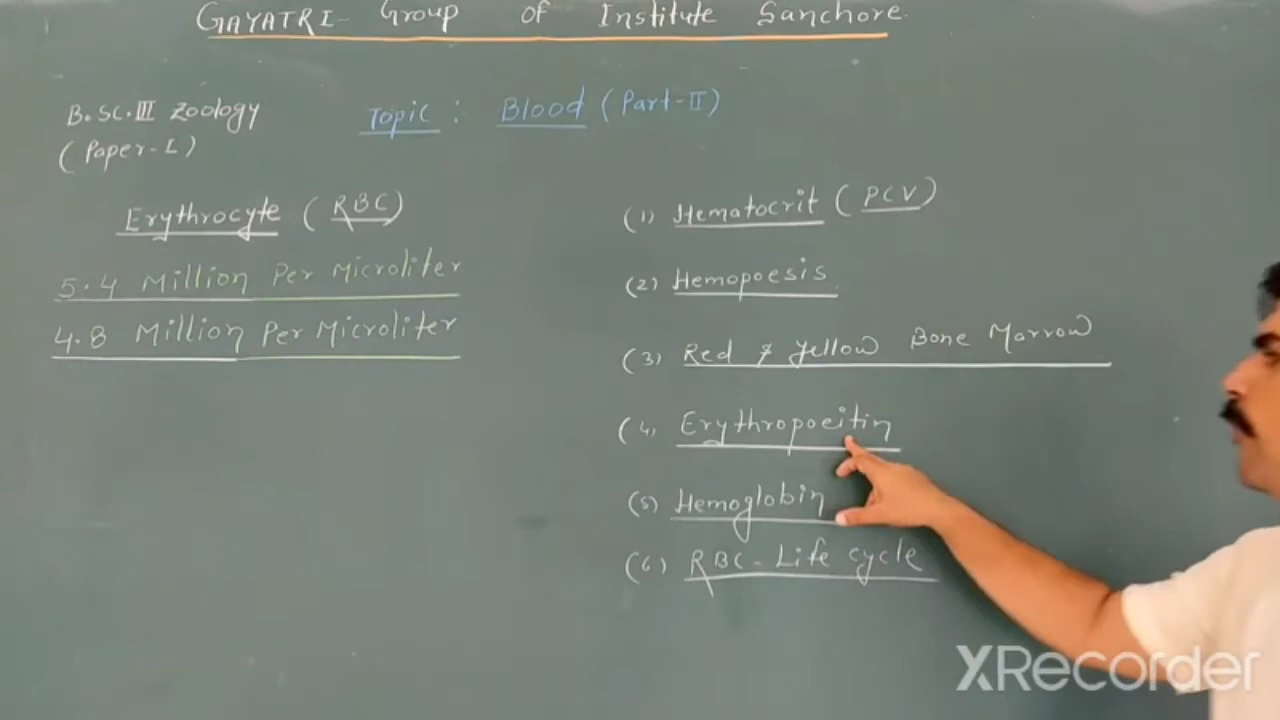 GAYATRI- Group of Institute Sanchore.
B.SC.III Zoology
(Paper-I)
Topic : Blood (Part-II)
Erythrocyte (RBC)
5.4 Million Per Microliter
4.8 Million Per Microliter
(1) Hematocrit (PCV)
(2) Hemopoesis
(3) Red & Yellow Bone Marrow
(4) Erythropoeitin
(5) Hemoglobin
(6) RBC - Life cycle
XRecorder